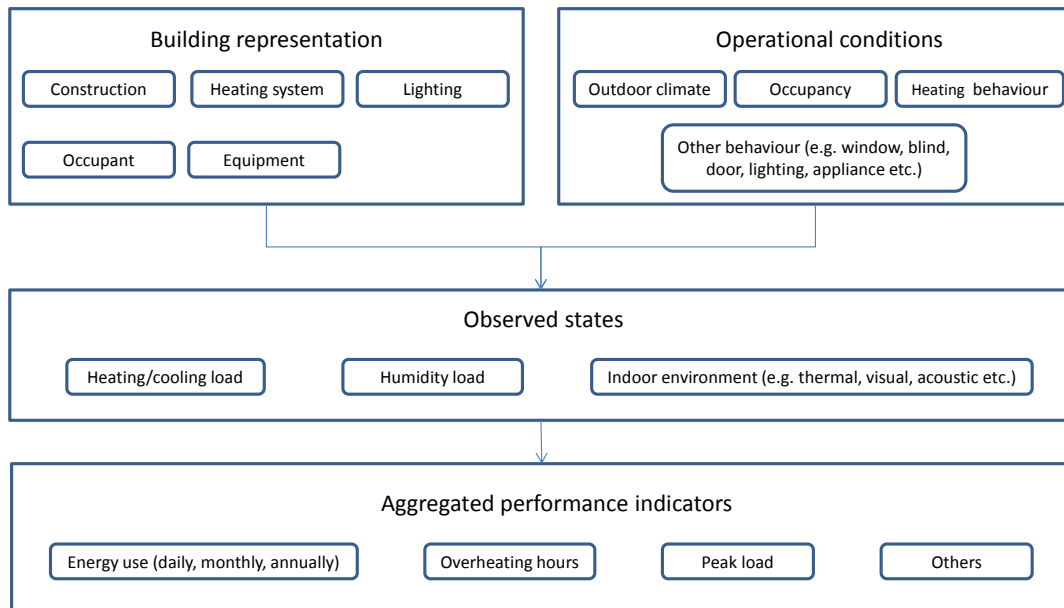 Building representation
Construction
Heating system
Lighting
Occupant
Equipment
Operational conditions
Outdoor climate
Occupancy
Heating behaviour
Other behaviour (e.g. window, blind,
door, lighting, appliance etc.)
Observed states
Heating/cooling load
Humidity load
Indoor environment (e.g. thermal, visual, acoustic etc.)
Aggregated performance indicators
Energy use (daily, monthly, annually)
Overheating hours
Peak load
Others